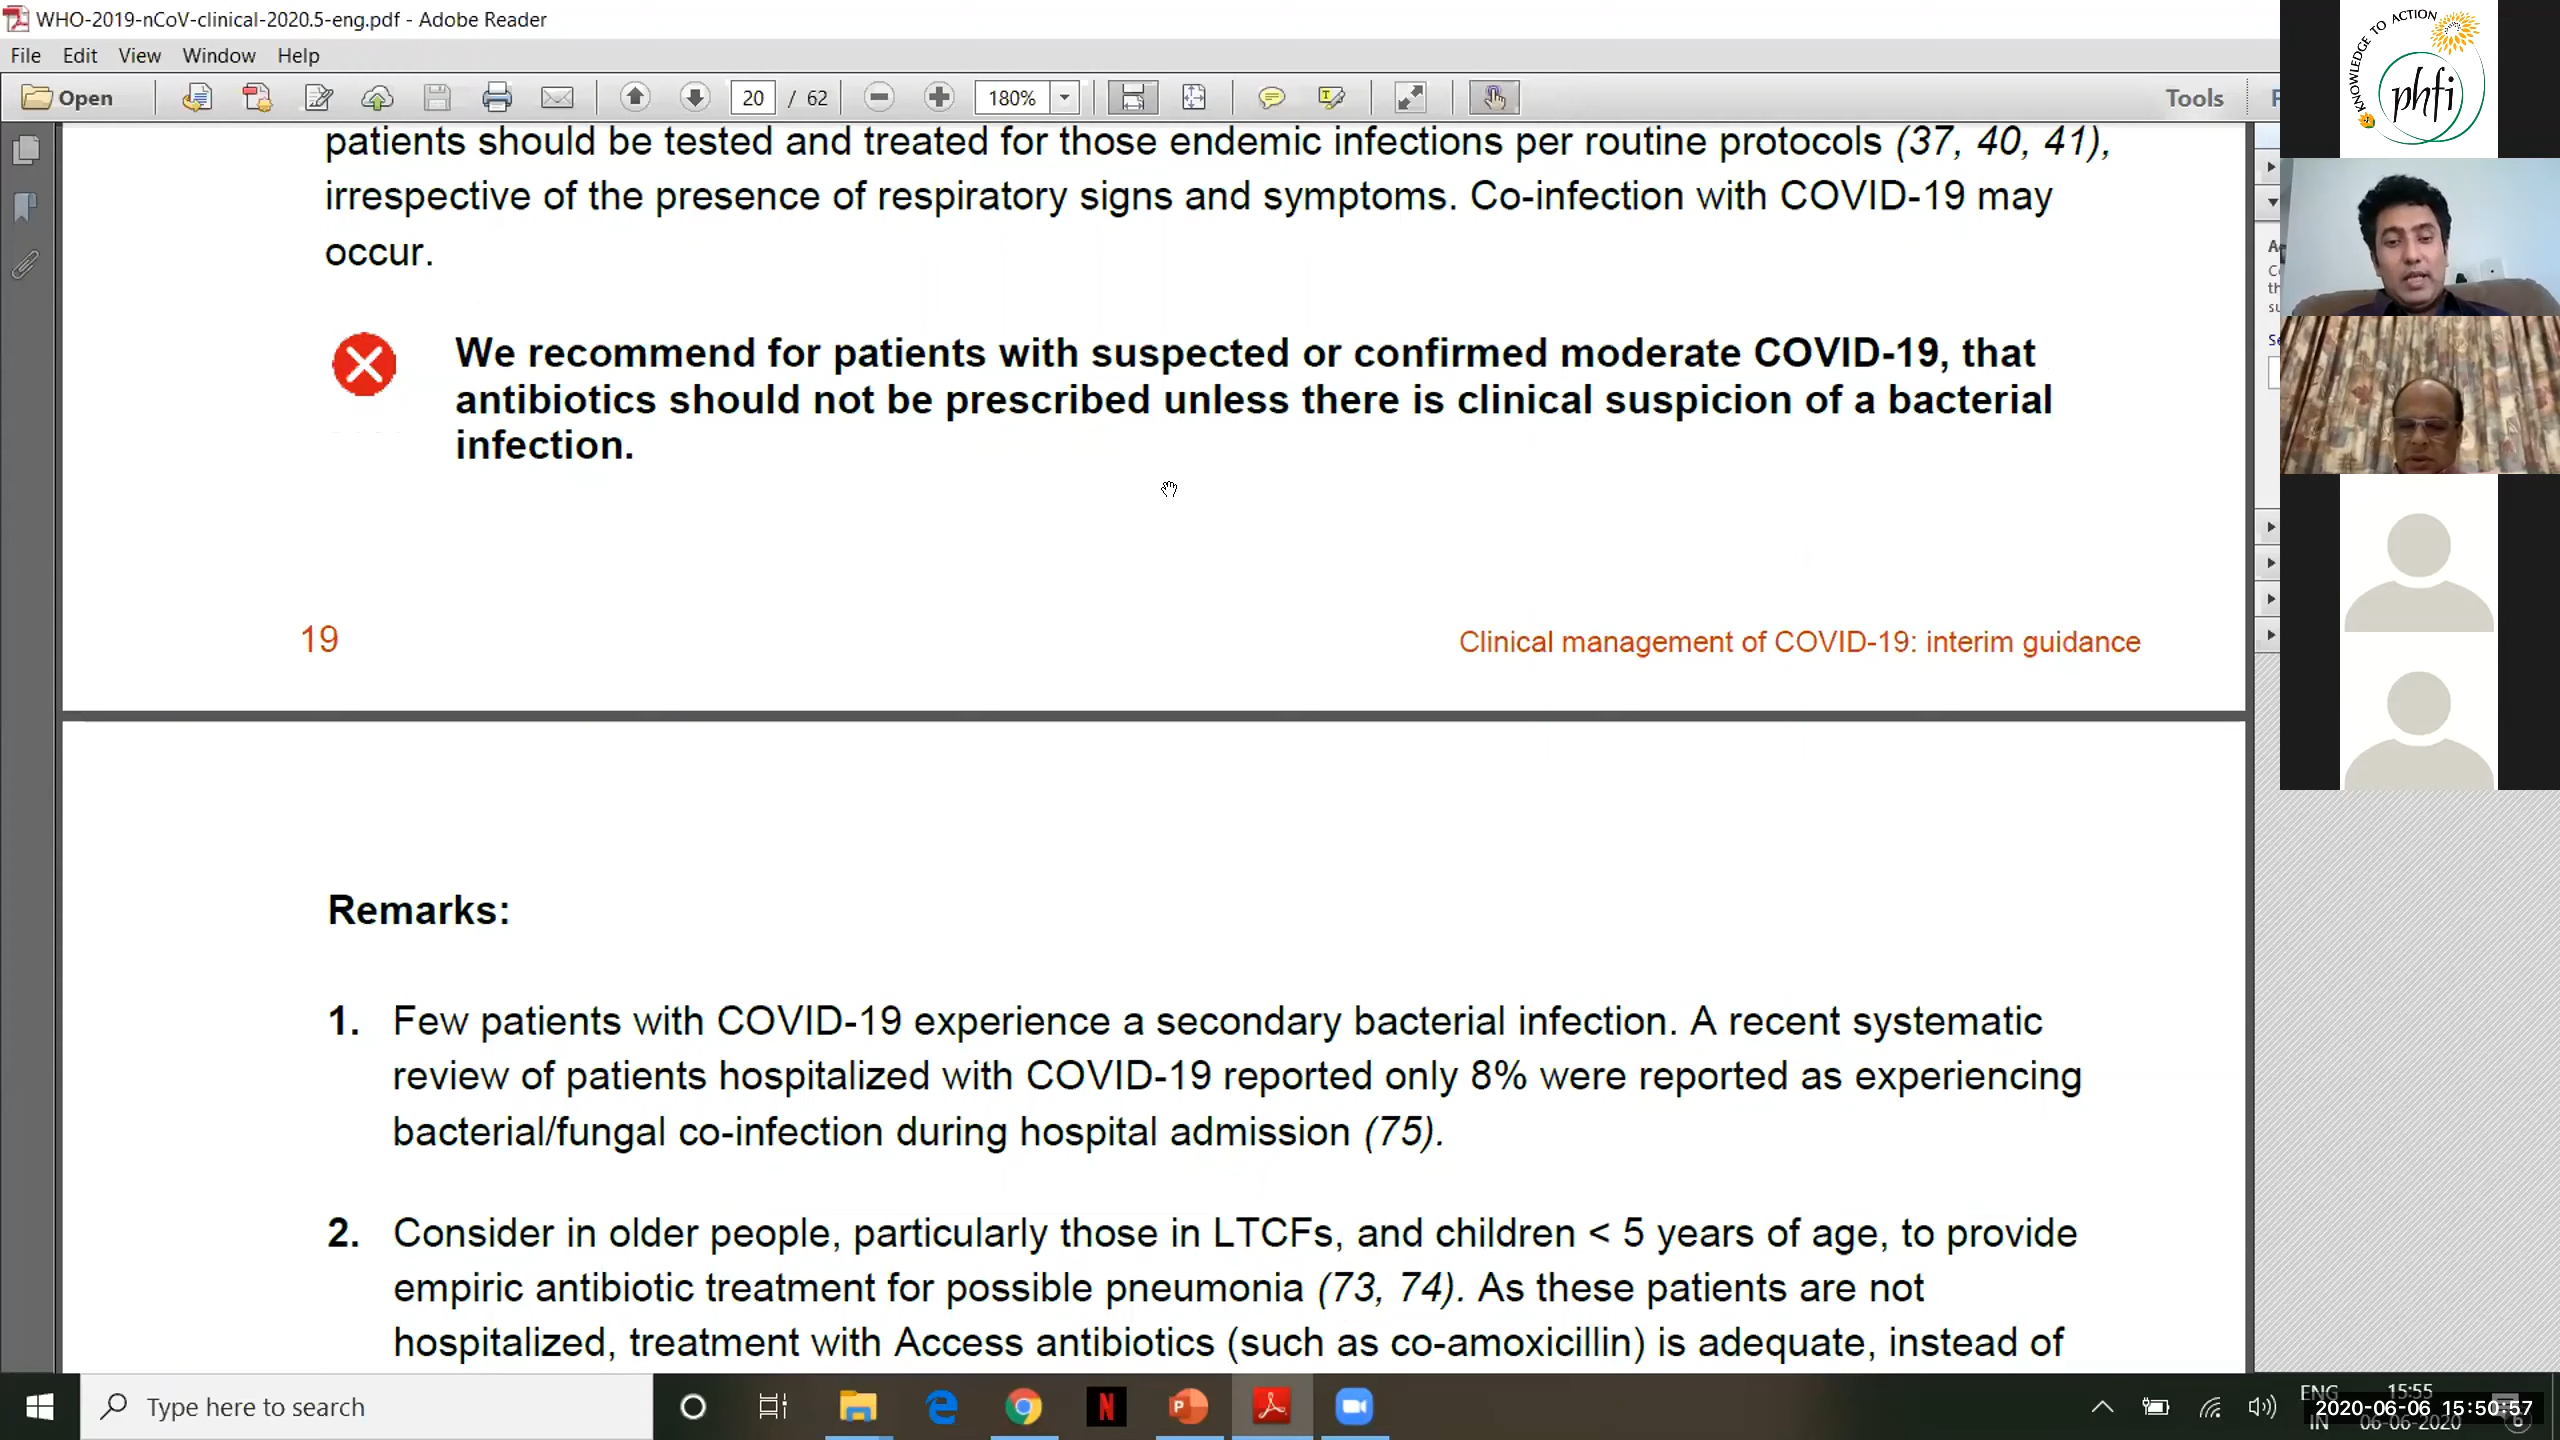 WHO-2019-nCoV-clinical-2020.5-eng.pdf - Adobe Reader
File Edit View Window Help
Open 20 / 62 180% Tools
KNOWLEDGE TO ACTION
phfi
patients should be tested and treated for those endemic infections per routine protocols (37, 40, 41),
irrespective of the presence of respiratory signs and symptoms. Co-infection with COVID-19 may
occur.
We recommend for patients with suspected or confirmed moderate COVID-19, that
antibiotics should not be prescribed unless there is clinical suspicion of a bacterial
infection.
19 Clinical management of COVID-19: interim guidance
Remarks:
1. Few patients with COVID-19 experience a secondary bacterial infection. A recent systematic
review of patients hospitalized with COVID-19 reported only 8% were reported as experiencing
bacterial/fungal co-infection during hospital admission (75).
2. Consider in older people, particularly those in LTCFs, and children < 5 years of age, to provide
empiric antibiotic treatment for possible pneumonia (73, 74). As these patients are not
hospitalized, treatment with Access antibiotics (such as co-amoxicillin) is adequate, instead of
Type here to search
ENG 15:55
2020-06-06 15:50:57
IN 06-06-2020